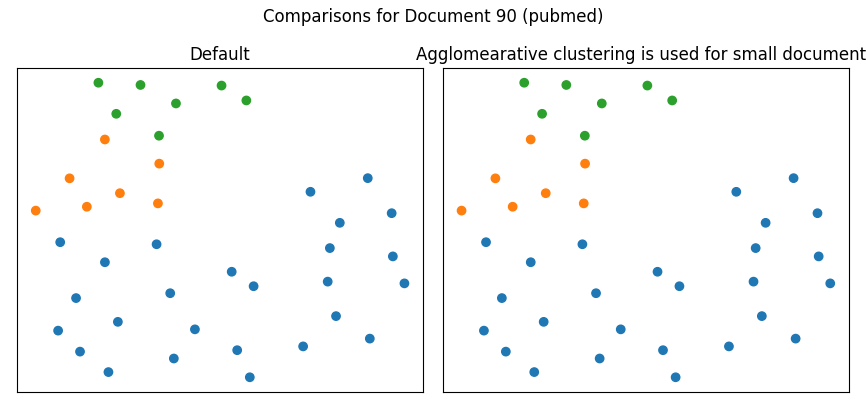 Comparisons for Document 90 (pubmed)
Default
Agglomearative clustering is used for small document